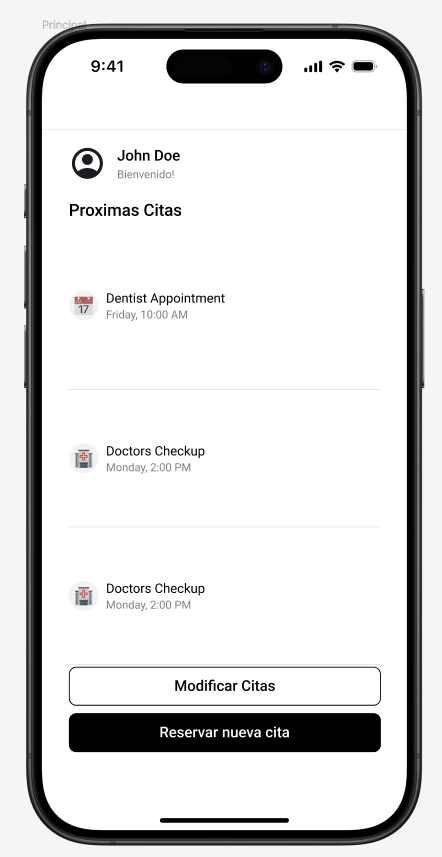 Principal
9:41
John Doe
Bienvenido!
Proximas Citas
17
Dentist Appointment
Friday, 10:00 AM
Doctors Checkup
Monday, 2:00 PM
Doctors Checkup
Monday, 2:00 PM
Modificar Citas
Reservar nueva cita